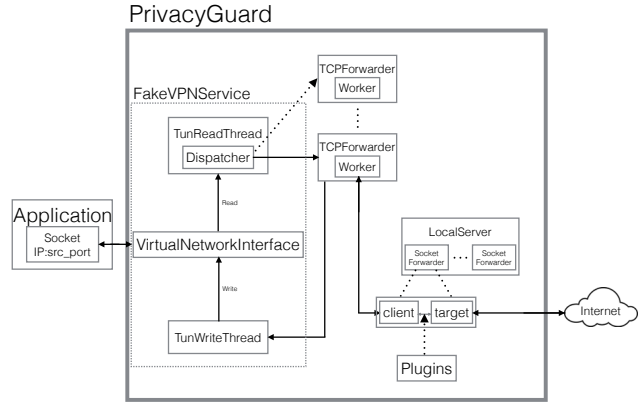 PrivacyGuard
TCPForwarder
Worker
FakeVPNService
TunReadThread
Dispatcher
TCPForwarder
Worker
Read
Application
Socket
IP:src_port
VirtualNetworkInterface
LocalServer
Socket
Forwarder
Socket
Forwarder
Write
client
target
Internet
TunWriteThread
Plugins